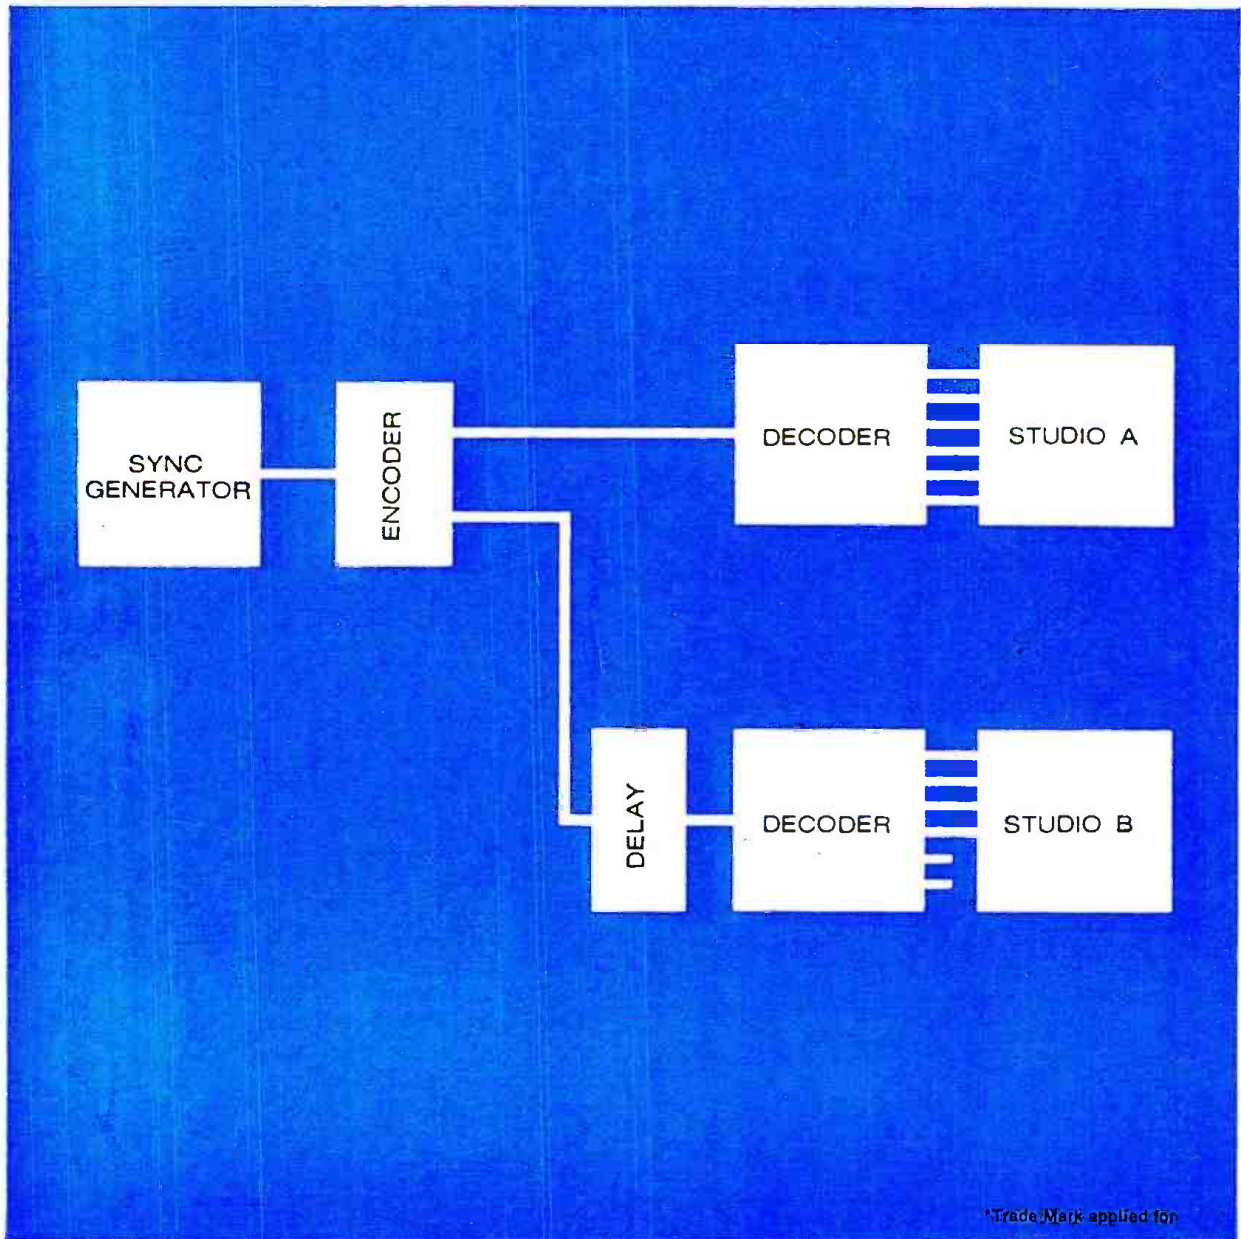 SYNC
GENERATOR
ENCODER
DECODER
STUDIO A
DELAY
DECODER
STUDIO B
*Trade Mark applied for